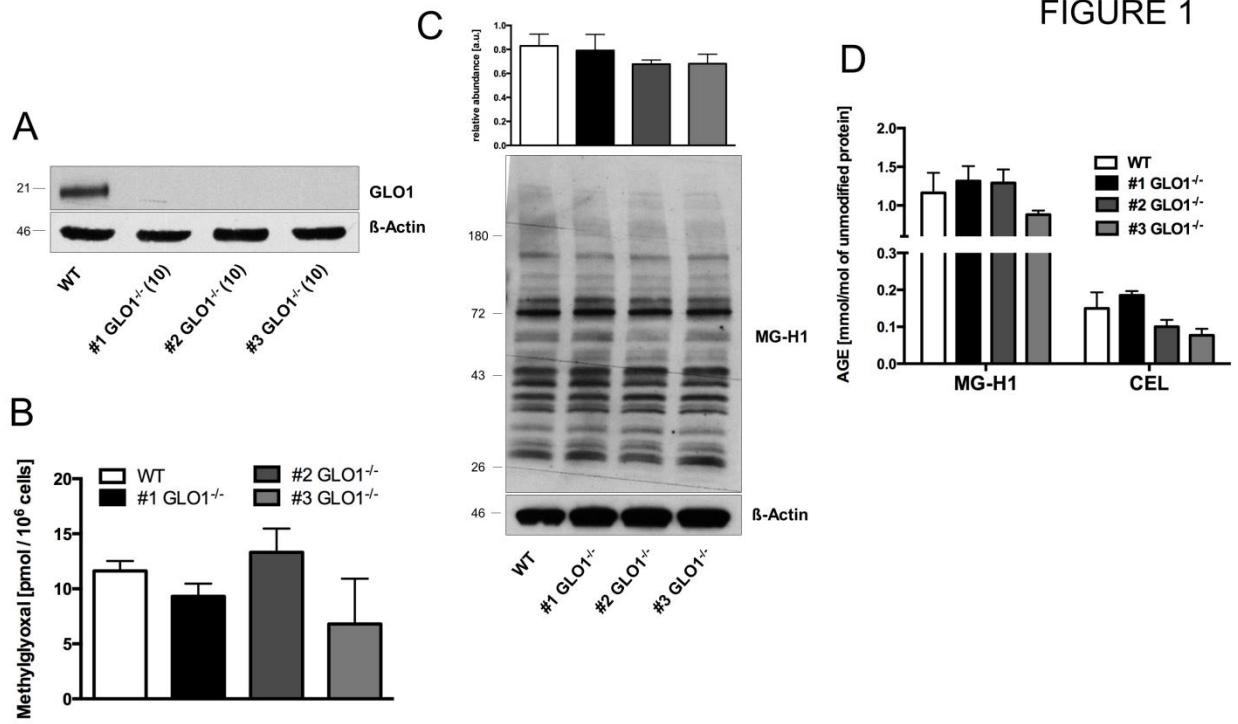 FIGURE 1
A
21
GLO1
46
ß-Actin
WT
#1 GLO1-/- (10)
#2 GLO1-/- (10)
#3 GLO1-/- (10)
B
Methylglyoxal [pmol / 10⁶ cells]
20
15
10
5
0
WT
#1 GLO1-/-
#2 GLO1-/-
#3 GLO1-/-
C
relative abundance [a.u.]
1.0
0.8
0.6
0.4
0.2
0.0
180
72
43
26
MG-H1
46
ß-Actin
WT
#1 GLO1-/-
#2 GLO1-/-
#3 GLO1-/-
D
AGE [mmol/mol of unmodified protein]
2.0
1.5
1.0
0.3
0.2
0.1
0.0
WT
#1 GLO1-/-
#2 GLO1-/-
#3 GLO1-/-
MG-H1
CEL